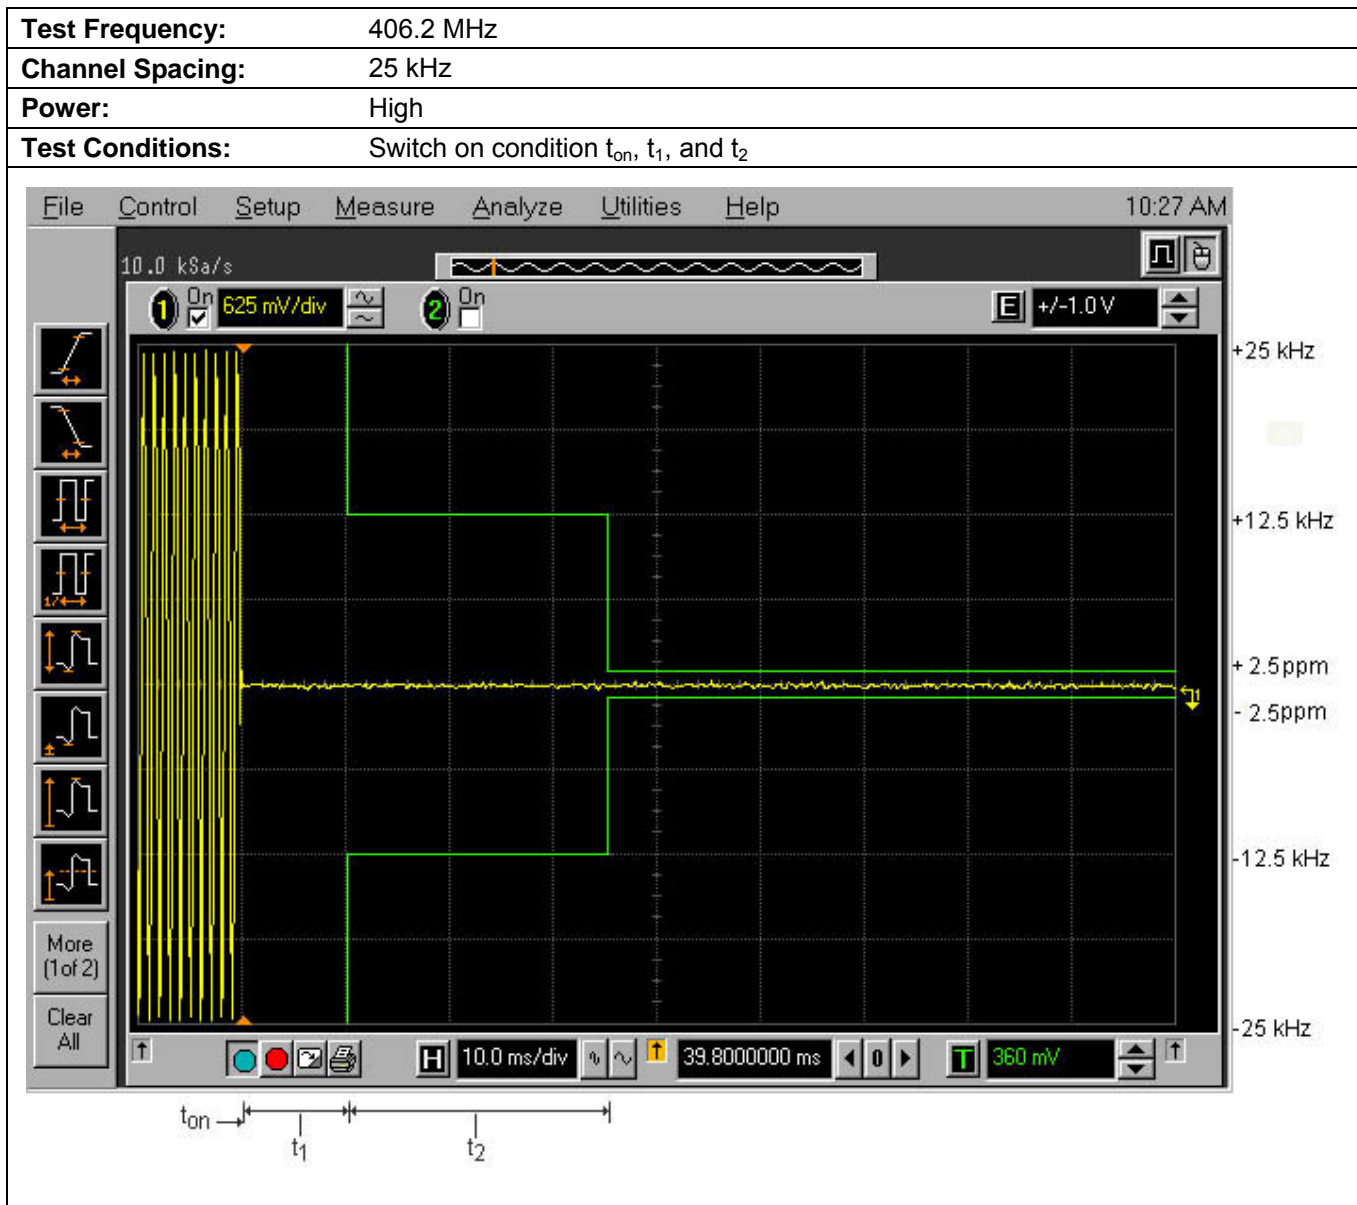 Test Frequency: 406.2 MHz
Channel Spacing: 25 kHz
Power: High
Test Conditions: Switch on condition ton, t1, and t2
File Control Setup Measure Analyze Utilities Help 10:27 AM
10.0 kSa/s
1 On 625 mV/div 2 On E +/-1.0 V
+25 kHz
+12.5 kHz
1/
+ 2.5ppm
1
- 2.5ppm
-12.5 kHz
More
(1of 2)
Clear
All
-25 kHz
H 10.0 ms/div 39.8000000 ms 0 T 360 mV
ton
t1
t2